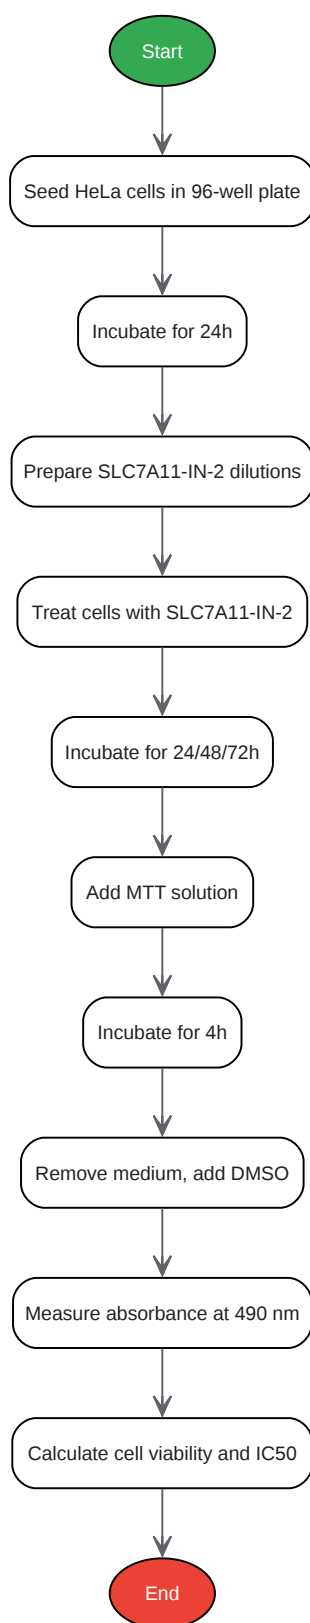 Start
Seed HeLa cells in 96-well plate
Incubate for 24h
Prepare SLC7A11-IN-2 dilutions
Treat cells with SLC7A11-IN-2
Incubate for 24/48/72h
Add MTT solution
Incubate for 4h
Remove medium, add DMSO
Measure absorbance at 490 nm
Calculate cell viability and IC50
End